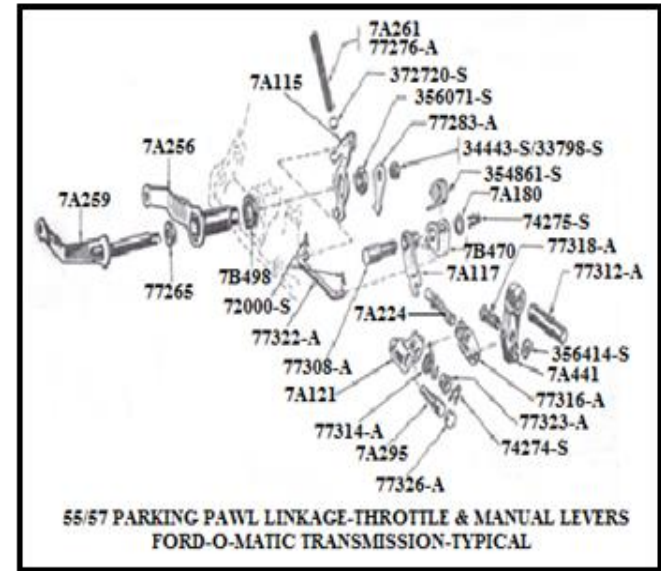 7A261
77276-A
372720-S
7A115
356071-S
77283-A
7A256
34443-S/33798-S
354861-S
7A259
7A180
74275-S
7B498
7B470
77318-A
77265
7A117
77312-A
72000-S
77322-A
7A224
77308-A
356414-S
7A121
7A441
77316-A
77314-A
77323-A
7A295
74274-S
77326-A
55/57 PARKING PAWL LINKAGE-THROTTLE & MANUAL LEVERS
FORD-O-MATIC TRANSMISSION-TYPICAL